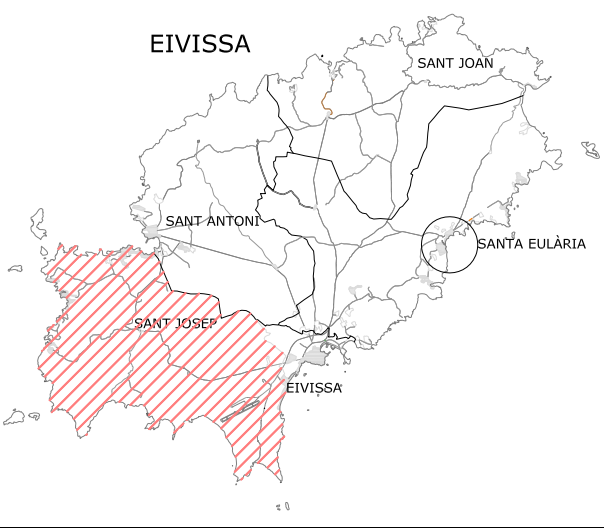 EIVISSA
SANT JOAN
SANT ANTONI
SANTA EULÀRIA
SANT JOSEP
EIVISSA